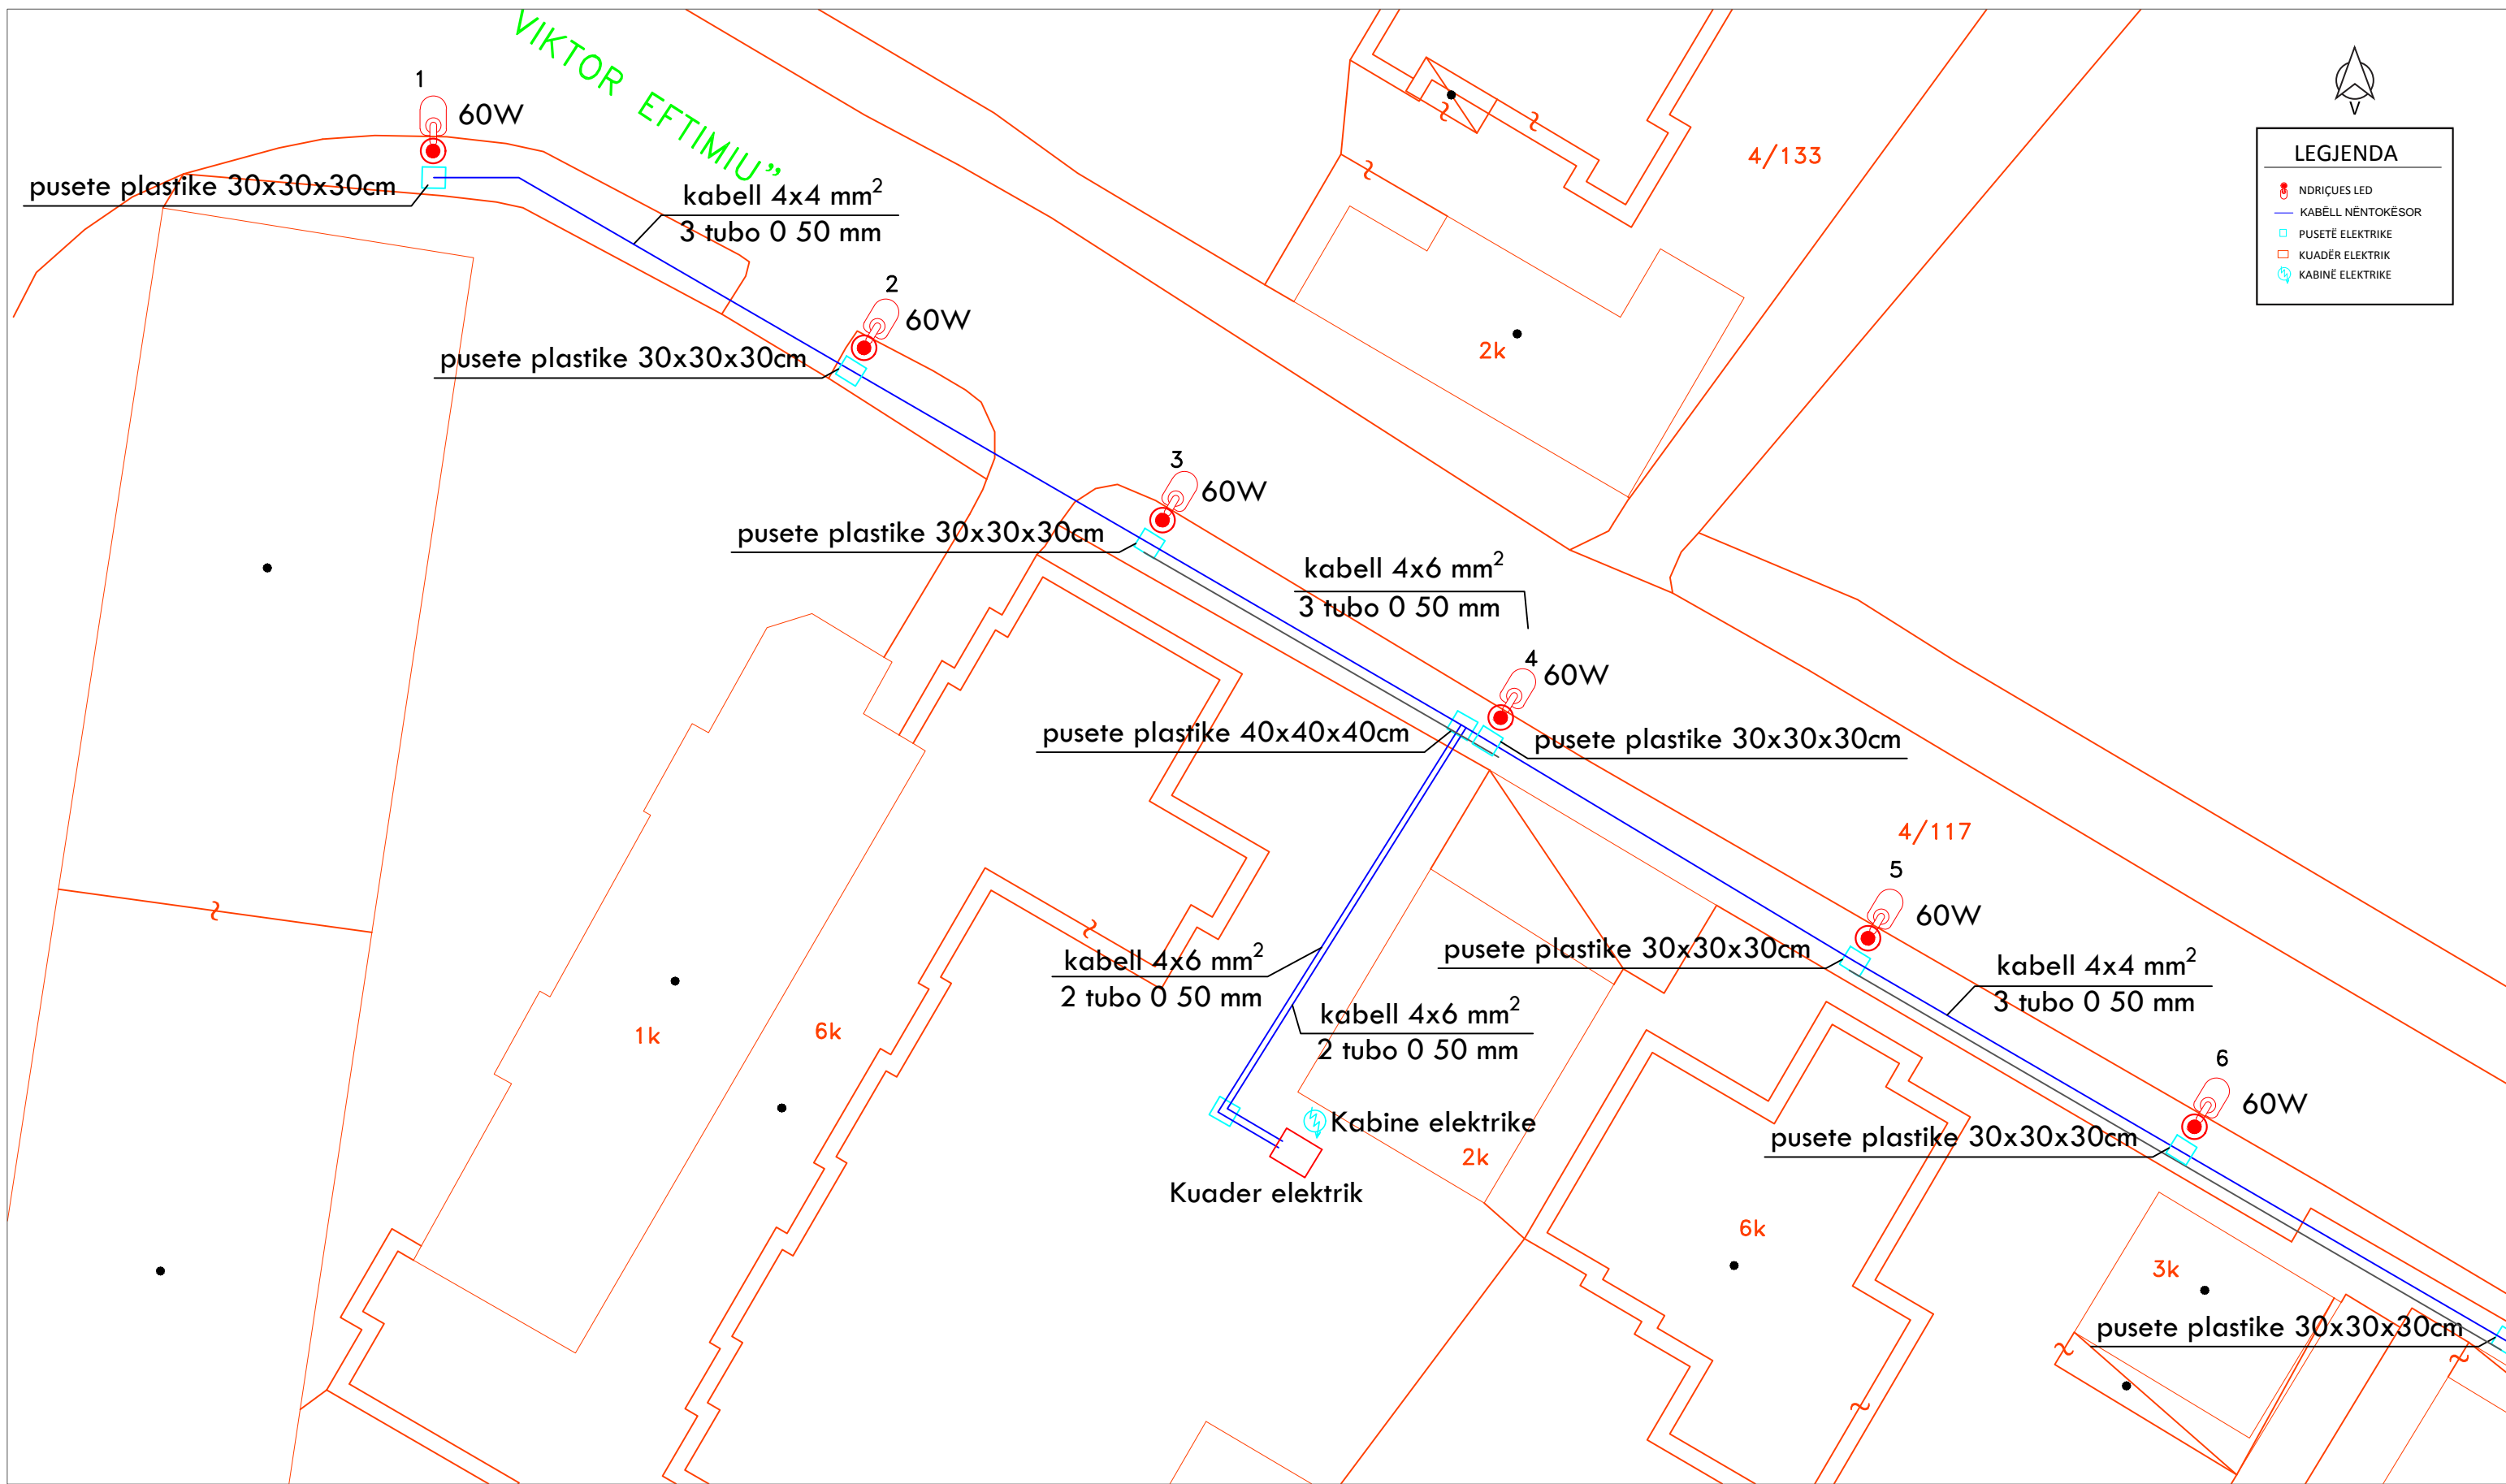 VIKTOR EFTIMIU”
1
60W
pusete plastike 30x30x30cm
kabell 4x4 mm²
3 tubo 0 50 mm
2
60W
pusete plastike 30x30x30cm
3
60W
pusete plastike 30x30x30cm
kabell 4x6 mm²
3 tubo 0 50 mm
4
60W
pusete plastike 40x40x40cm
pusete plastike 30x30x30cm
4/133
2k
V
LEGJENDA
NDRIÇUES LED
KABËLL NËNTOKËSOR
PUSETË ELEKTRIKE
KUADËR ELEKTRIK
KABINË ELEKTRIKE
4/117
5
60W
pusete plastike 30x30x30cm
kabell 4x4 mm²
3 tubo 0 50 mm
kabell 4x6 mm²
2 tubo 0 50 mm
kabell 4x6 mm²
2 tubo 0 50 mm
1k
6k
Kabine elektrike
2k
Kuader elektrik
6
60W
pusete plastike 30x30x30cm
6k
3k
pusete plastike 30x30x30cm